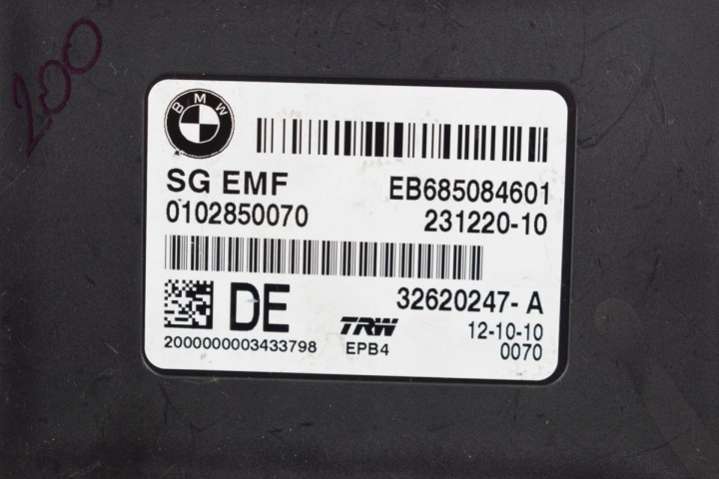 200
BMW
SG EMF EB685084601
0102850070 231220-10
DE 32620247-A
TRW 12-10-10
2000000003433798 EPB4 0070